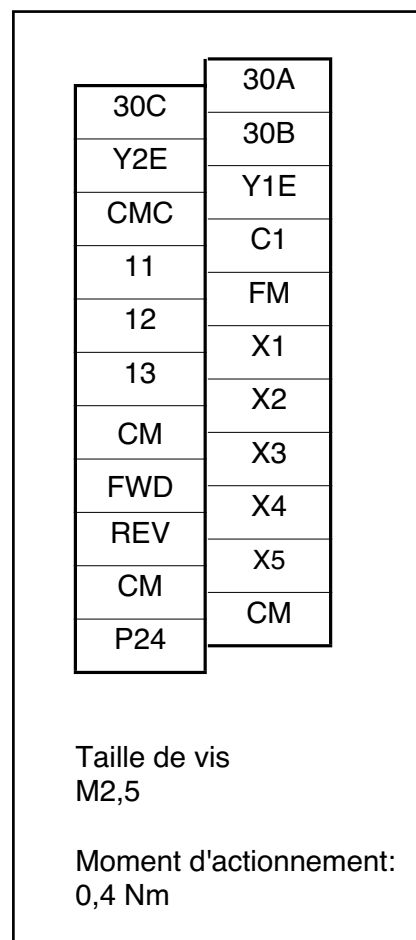 30A
30C
30B
Y2E
Y1E
CMC
C1
11
FM
12
X1
13
X2
CM
X3
FWD
X4
REV
X5
CM
CM
P24
Taille de vis
M2,5
Moment d'actionnement:
0,4 Nm